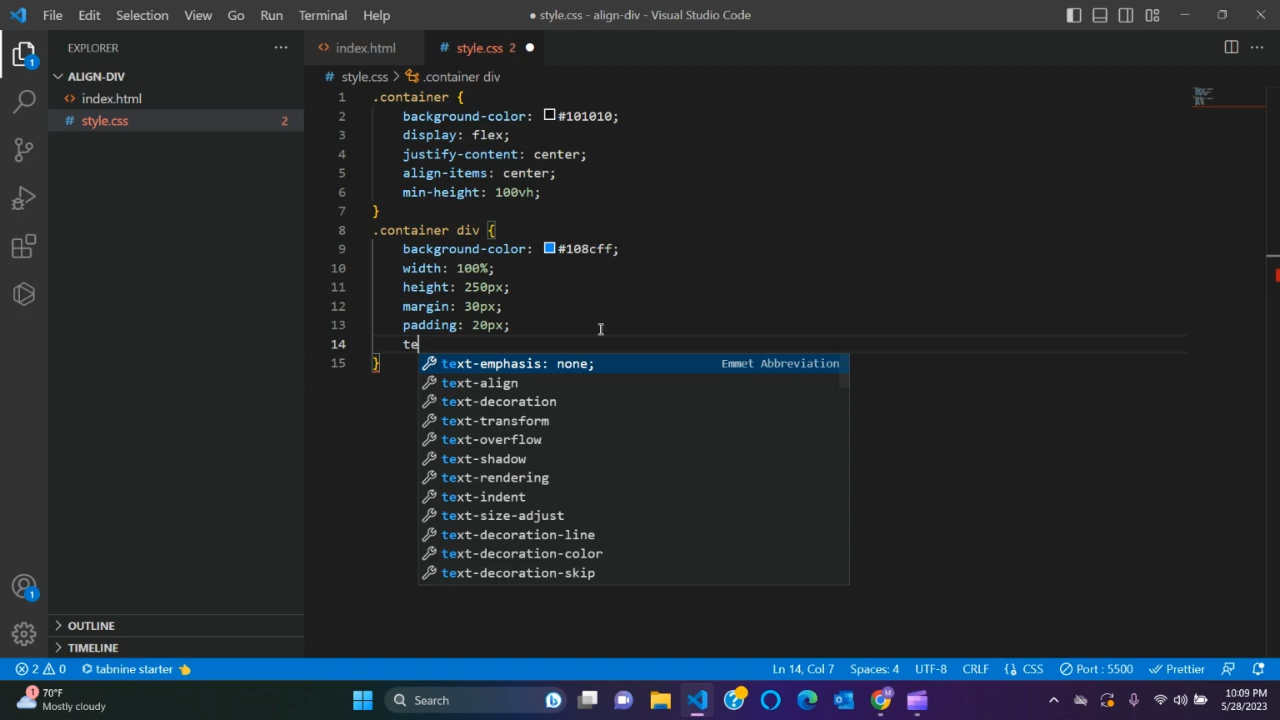 File Edit Selection View Go Run Terminal Help
● style.css - align-div - Visual Studio Code
EXPLORER
ALIGN-DIV
index.html
style.css 2
OUTLINE
TIMELINE
index.html
style.css 2
style.css > .container div
1 .container {
2 background-color: #101010;
3 display: flex;
4 justify-content: center;
5 align-items: center;
6 min-height: 100vh;
7 }
8 .container div {
9 background-color: #108cff;
10 width: 100%;
11 height: 250px;
12 margin: 30px;
13 padding: 20px;
14 te
15 }
text-emphasis: none; Emmet Abbreviation
text-align
text-decoration
text-transform
text-overflow
text-shadow
text-rendering
text-indent
text-size-adjust
text-decoration-line
text-decoration-color
text-decoration-skip
1
1
2 0 tabnine starter 👈
Ln 14, Col 7 Spaces: 4 UTF-8 CRLF {} CSS Port : 5500 Prettier
1
70°F
Mostly cloudy
Search
10:09 PM
5/28/2023